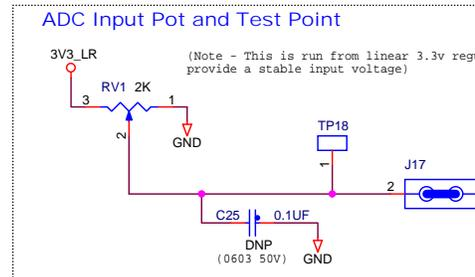 ADC Input Pot and Test Point
3V3_LR
(Note - This is run from linear 3.3v
provide a stable input voltage)
RV1 2K
3
1
2
GND
TP18
1
J17
2
C25 0.1UF
DNP
GND
(0603 50V)